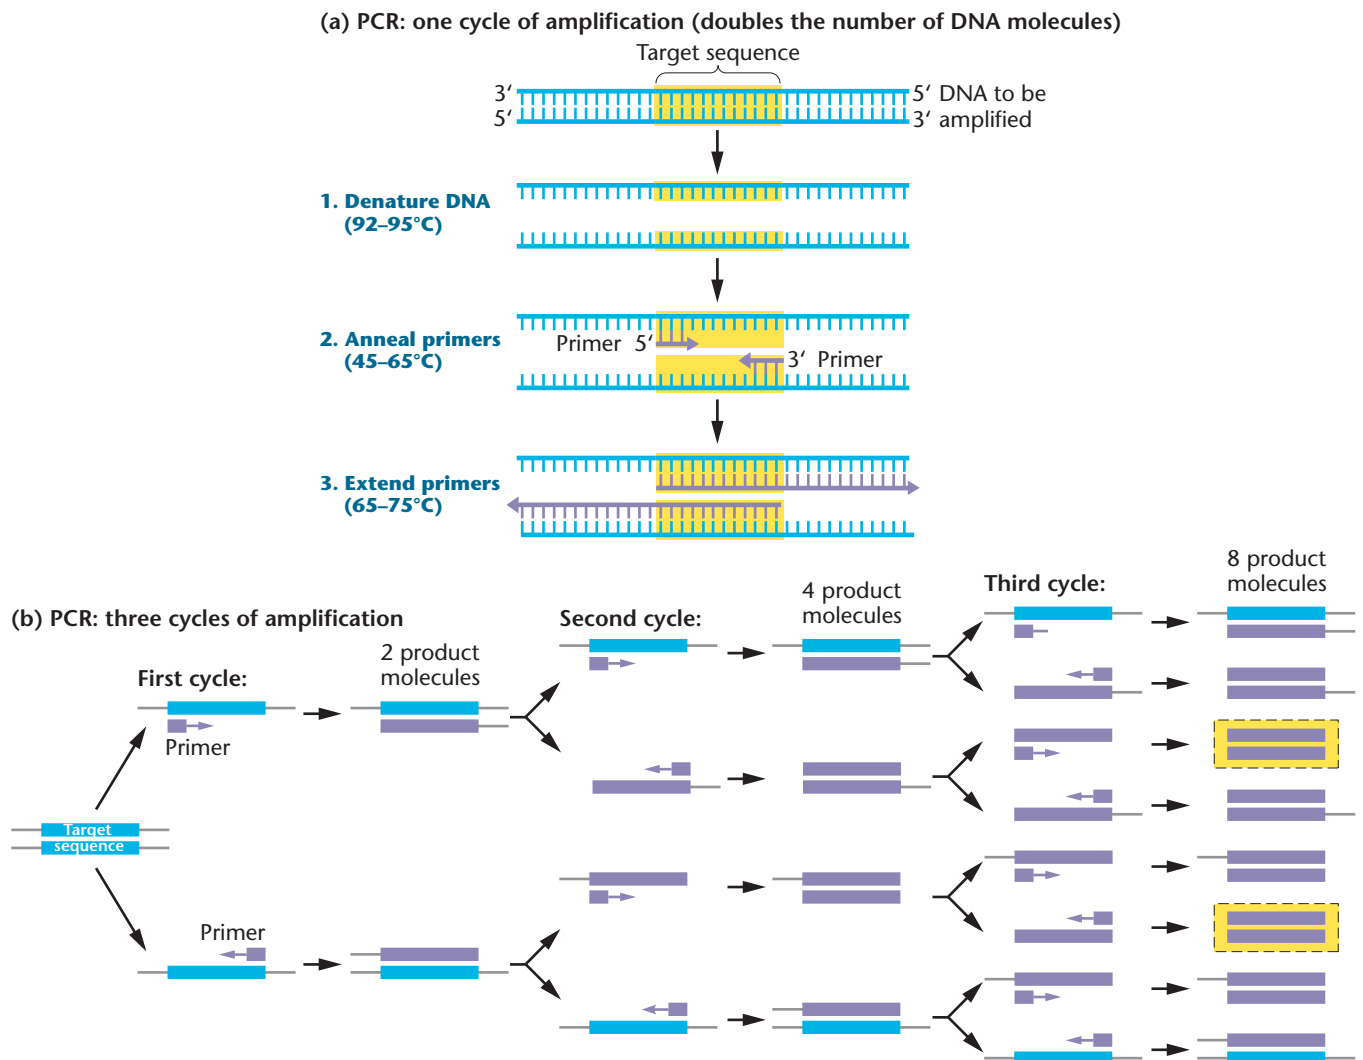 (a) PCR: one cycle of amplification (doubles the number of DNA molecules)
Target sequence
3‘ 5‘ DNA to be
5‘ 3‘ amplified
1. Denature DNA
(92–95°C)
2. Anneal primers
(45–65°C)
Primer 5‘
3‘ Primer
3. Extend primers
(65–75°C)
(b) PCR: three cycles of amplification
First cycle:
2 product
molecules
Second cycle:
4 product
molecules
Third cycle:
8 product
molecules
Primer
Target
sequence
Primer